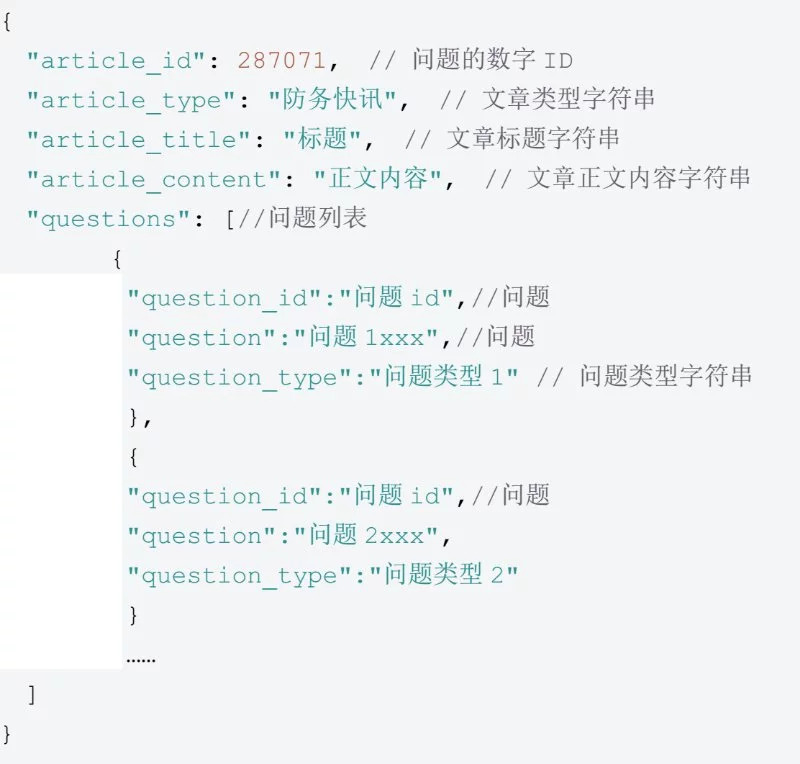 {
"article_id": 287071, // 问题的数字 ID
"article_type": "防务快讯", // 文章类型字符串
"article_title": "标题", // 文章标题字符串
"article_content": "正文内容", // 文章正文内容字符串
"questions": [//问题列表
{
"question_id":"问题 id",//问题
"question":"问题 1xxx",//问题
"question_type":"问题类型 1" // 问题类型字符串
},
{
"question_id":"问题 id",//问题
"question":"问题 2xxx",
"question_type":"问题类型 2"
}
……
]
}